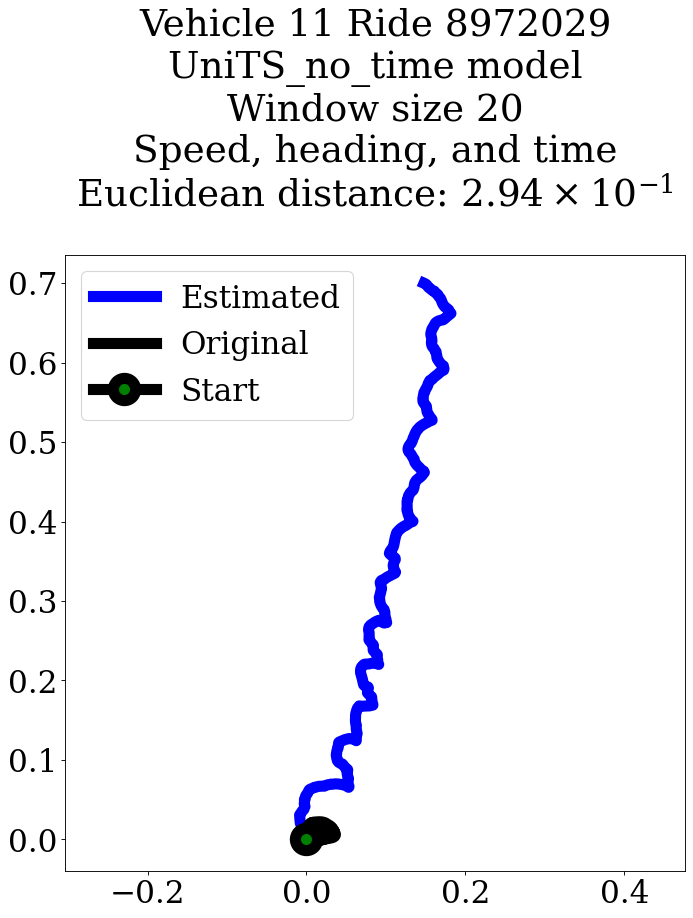 Vehicle 11 Ride 8972029
UniTS_no_time model
Window size 20
Speed, heading, and time
Euclidean distance: 2.94 × 10⁻¹
Estimated
Original
Start
0.7
0.6
0.5
0.4
0.3
0.2
0.1
0.0
−0.2 0.0 0.2 0.4